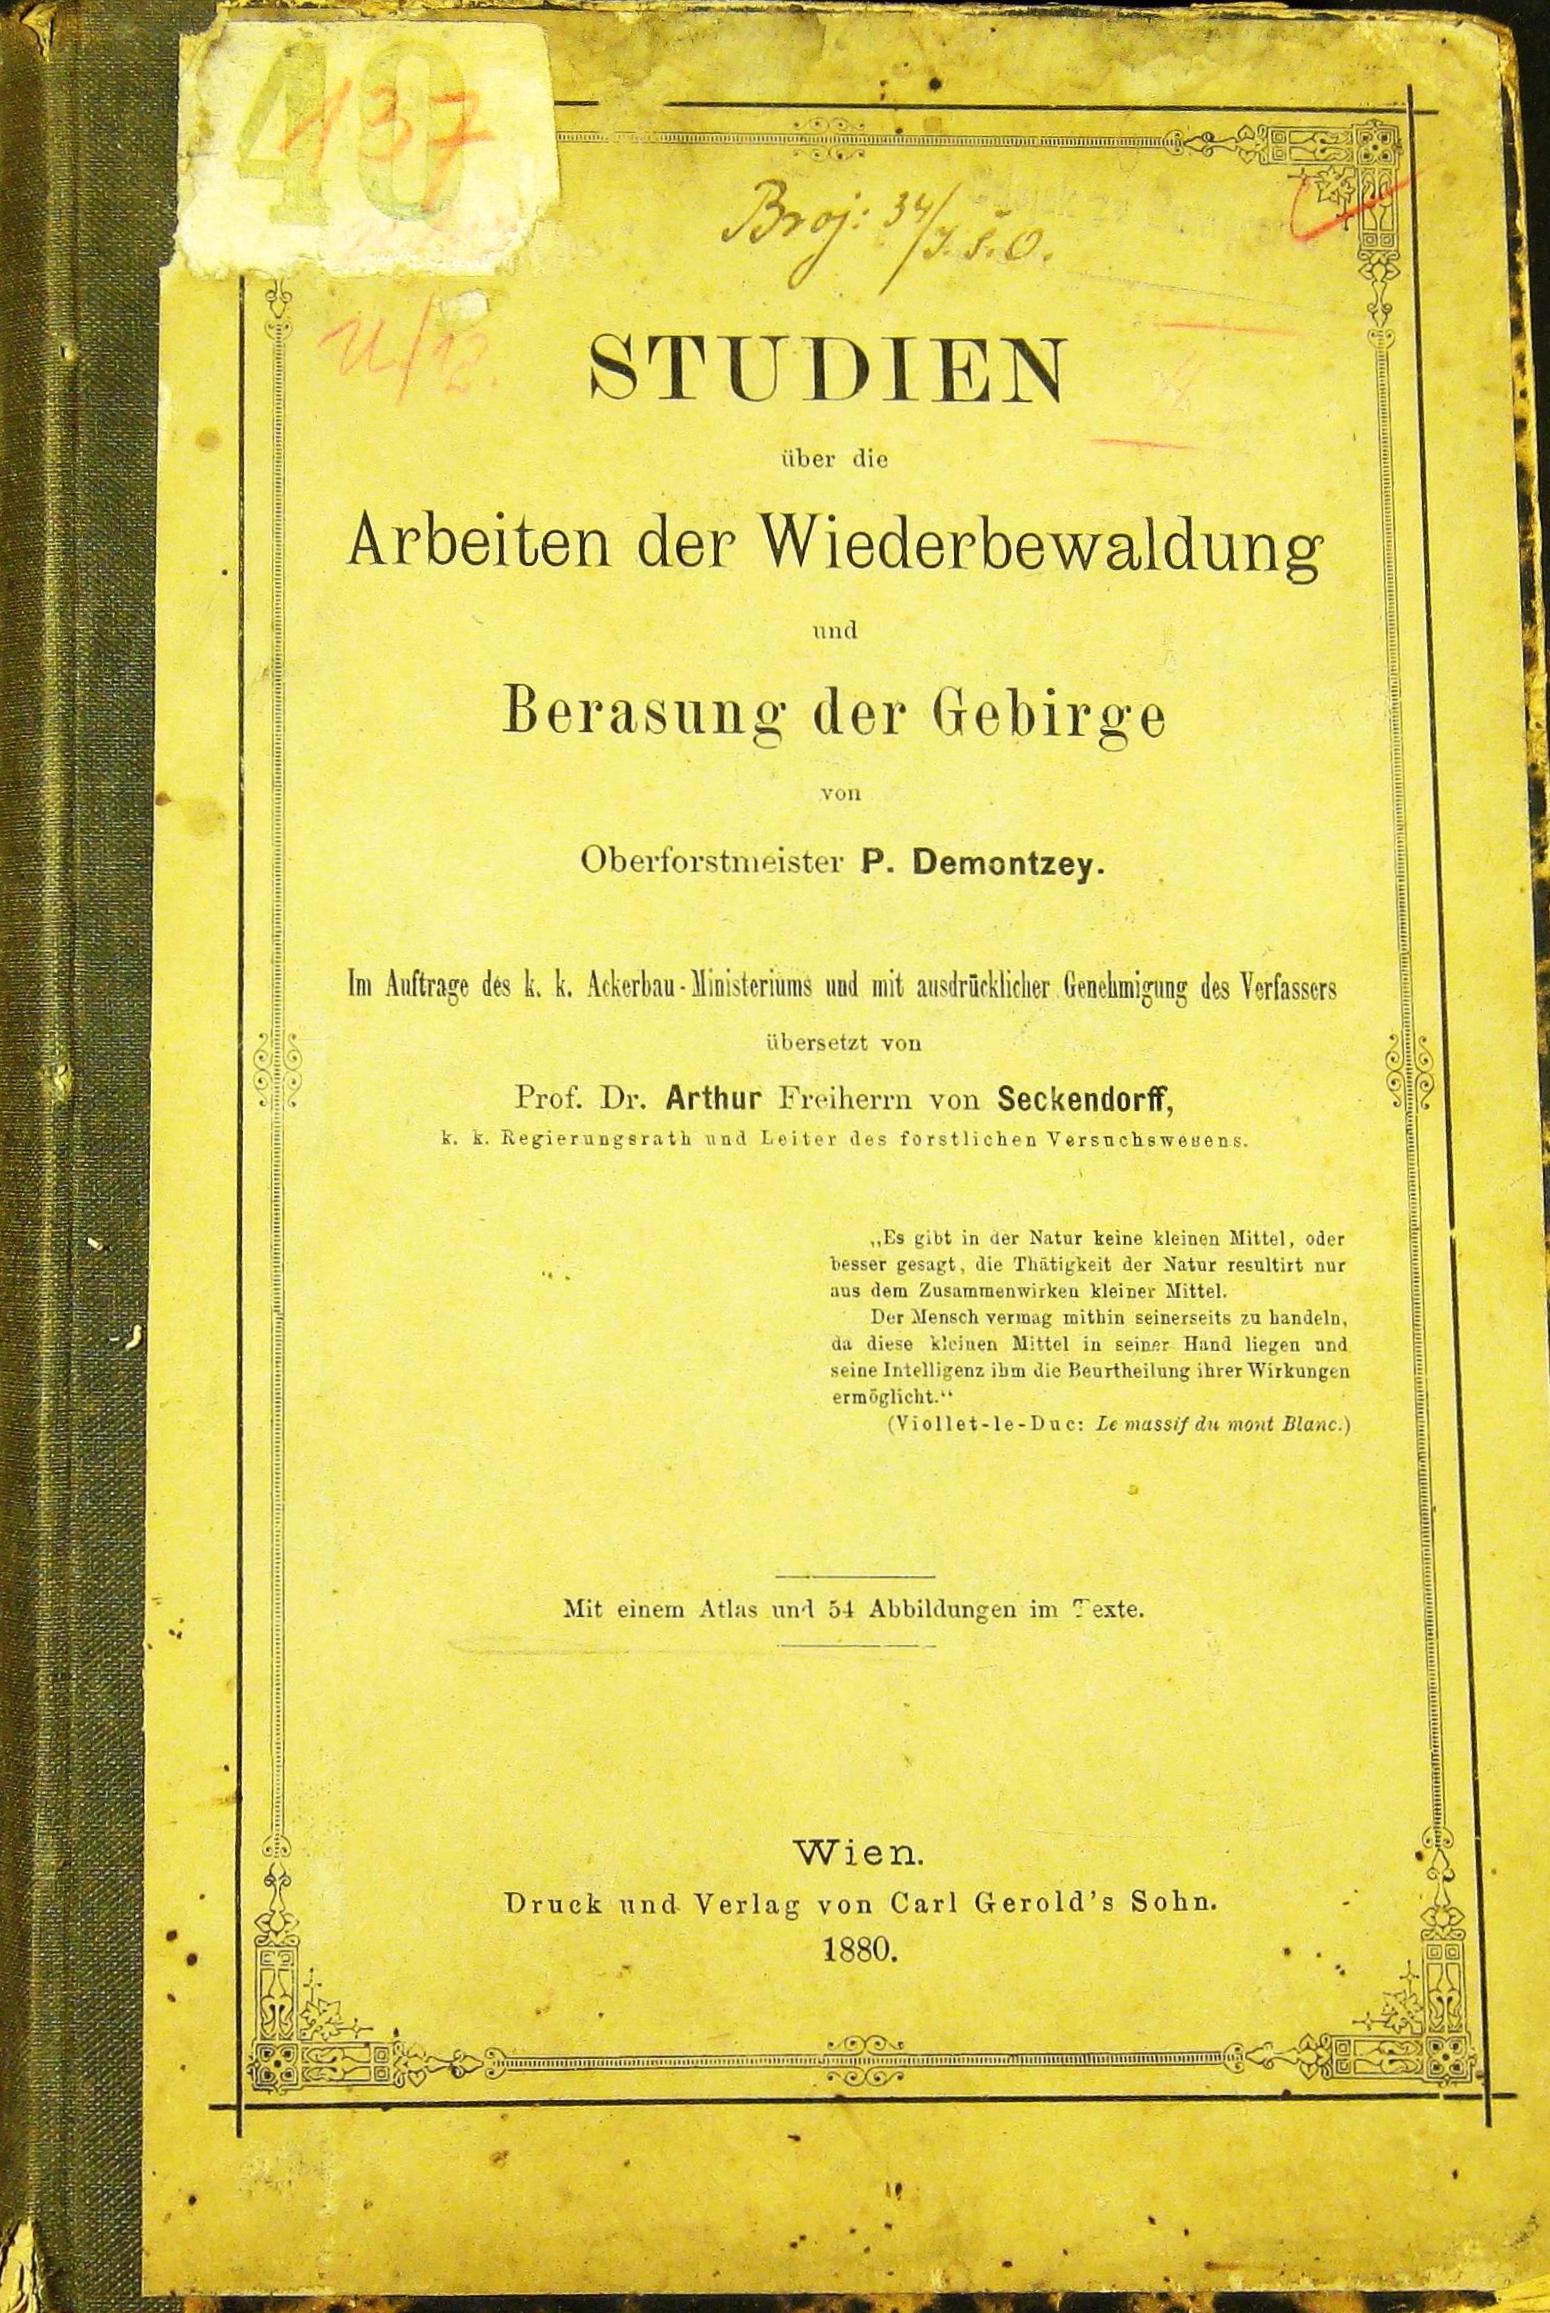 40
137
Broj: 34/J.Š.O.
U/12.
STUDIEN
über die
Arbeiten der Wiederbewaldung
und
Berasung der Gebirge
von
Oberforstmeister P. Demontzey.
Im Auftrage des k. k. Ackerbau-Ministeriums und mit ausdrücklicher Genehmigung des Verfassers
übersetzt von
Prof. Dr. Arthur Freiherrn von Seckendorff,
k. k. Regierungsrath und Leiter des forstlichen Versuchswesens.
„Es gibt in der Natur keine kleinen Mittel, oder
besser gesagt, die Thätigkeit der Natur resultirt nur
aus dem Zusammenwirken kleiner Mittel.
Der Mensch vermag mithin seinerseits zu handeln,
da diese kleinen Mittel in seiner Hand liegen und
seine Intelligenz ihm die Beurtheilung ihrer Wirkungen
ermöglicht.“
(Viollet-le-Duc: Le massif du mont Blanc.)
Mit einem Atlas und 54 Abbildungen im Texte.
Wien.
Druck und Verlag von Carl Gerold's Sohn.
1880.